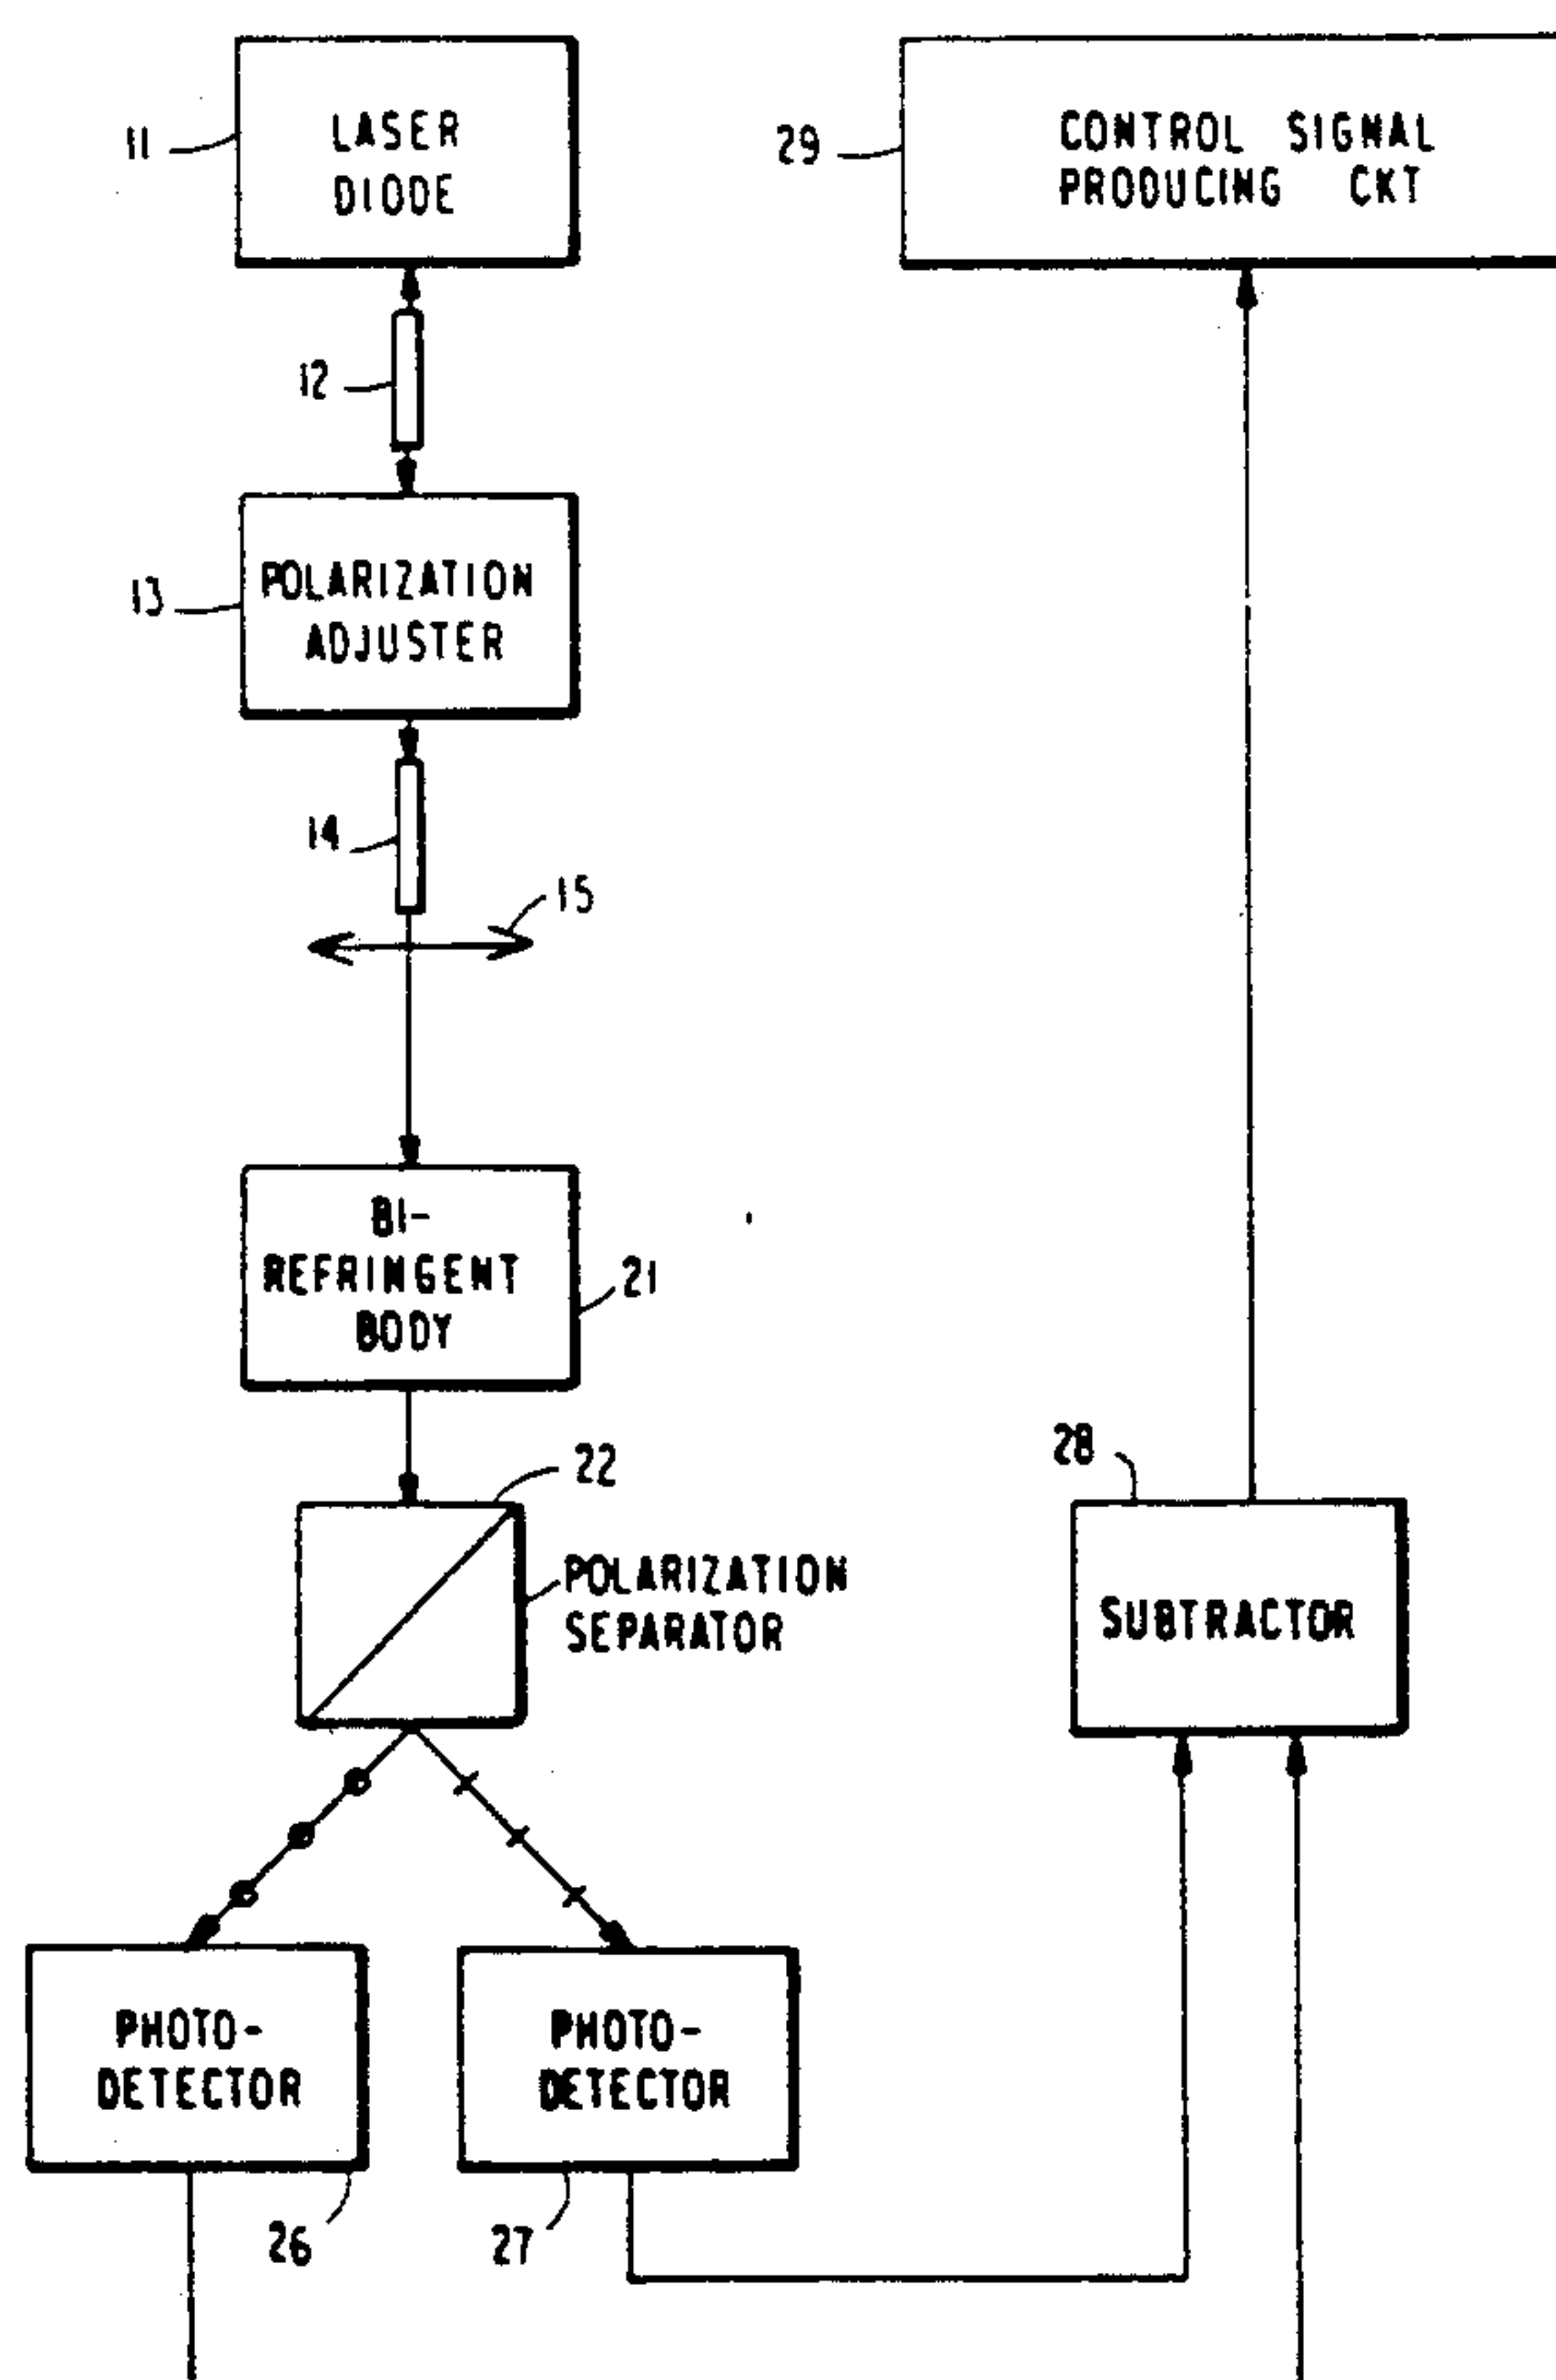 11
LASER
DIODE
29
CONTROL SIGNAL
PRODUCING CKT
12
13
POLARIZATION
ADJUSTER
14
15
BI-
REFRINGENT
BODY
21
22
POLARIZATION
SEPARATOR
28
SUBTRACTOR
PHOTO-
DETECTOR
26
PHOTO-
DETECTOR
27